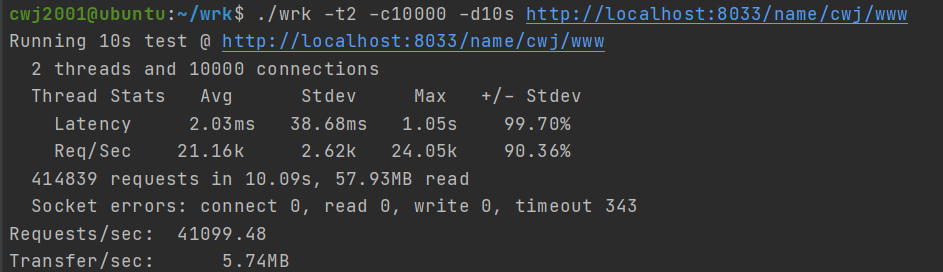 cwj2001@ubuntu:~/wrk$ ./wrk -t2 -c10000 -d10s http://localhost:8033/name/cwj/www
Running 10s test @ http://localhost:8033/name/cwj/www
  2 threads and 10000 connections
  Thread Stats   Avg      Stdev     Max   +/- Stdev
    Latency     2.03ms   38.68ms   1.05s    99.70%
    Req/Sec    21.16k     2.62k   24.05k    90.36%
  414839 requests in 10.09s, 57.93MB read
  Socket errors: connect 0, read 0, write 0, timeout 343
Requests/sec:  41099.48
Transfer/sec:      5.74MB